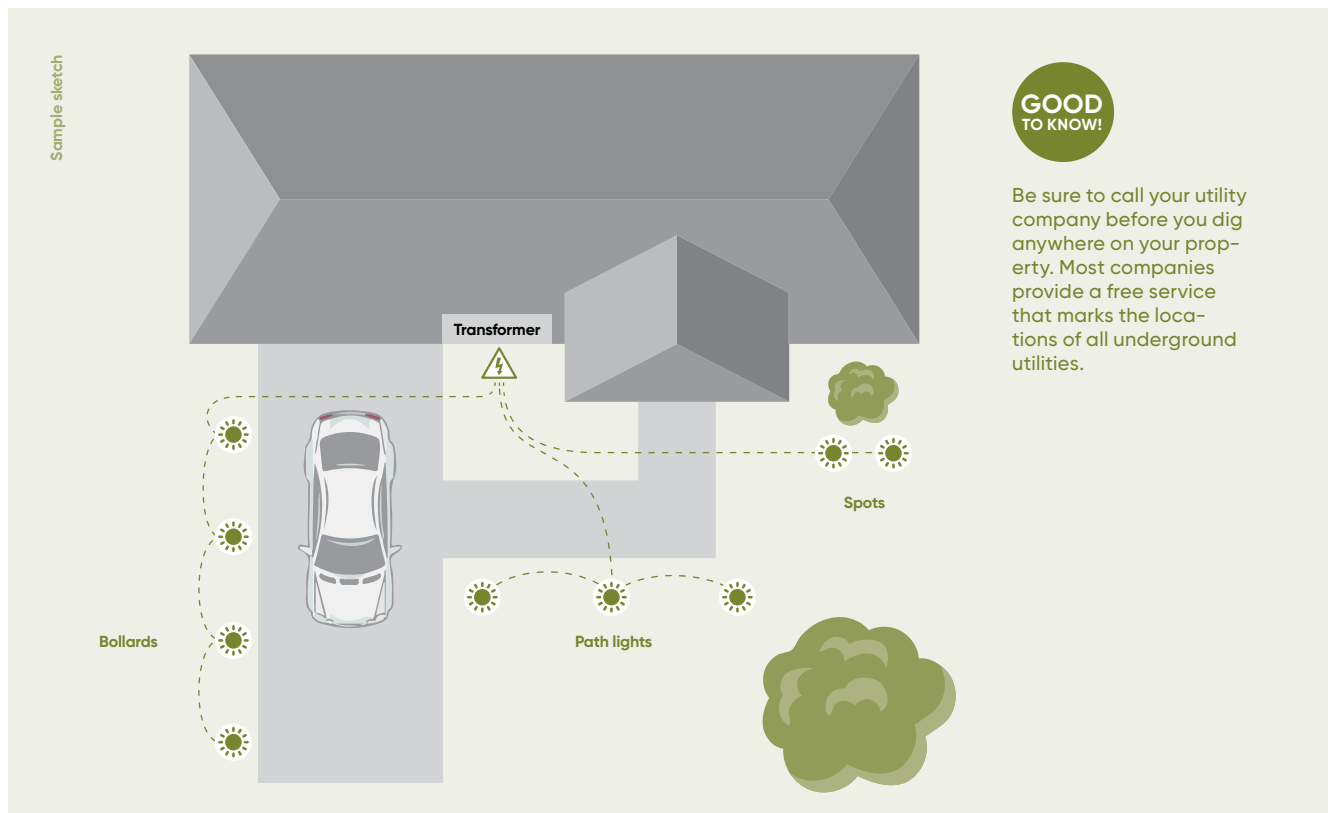 Sample sketch
GOOD
TO KNOW!
Be sure to call your utility
company before you dig
anywhere on your prop-
erty. Most companies
provide a free service
that marks the loca-
tions of all underground
utilities.
Transformer
Spots
Bollards
Path lights